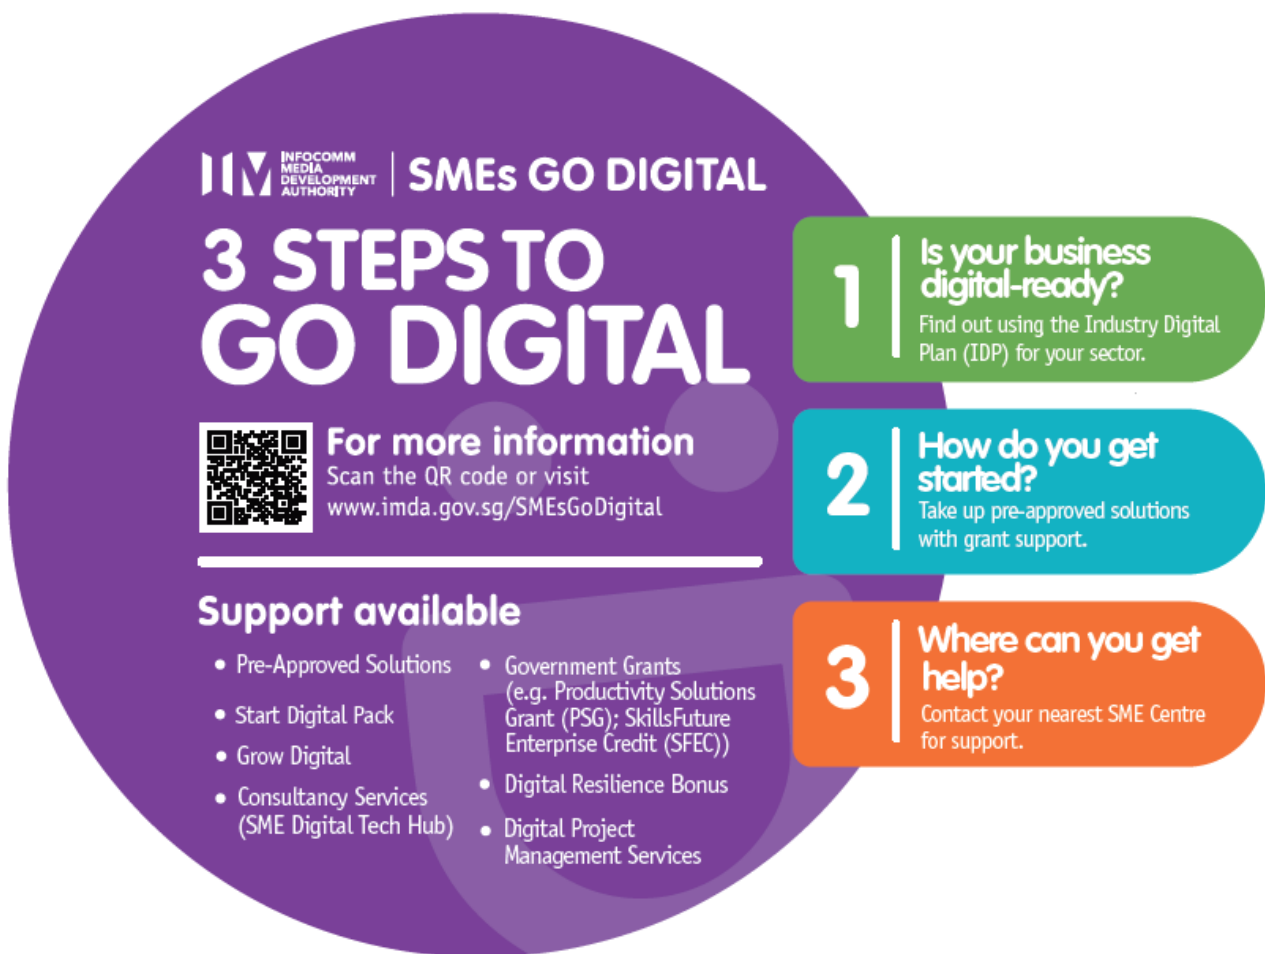 INFOCOMM
MEDIA
DEVELOPMENT
AUTHORITY
SMEs GO DIGITAL
3 STEPS TO
GO DIGITAL
For more information
Scan the QR code or visit
www.imda.gov.sg/SMEsGoDigital
Support available
• Pre-Approved Solutions
• Start Digital Pack
• Grow Digital
• Consultancy Services
(SME Digital Tech Hub)
• Government Grants
(e.g. Productivity Solutions
Grant (PSG); SkillsFuture
Enterprise Credit (SFEC))
• Digital Resilience Bonus
• Digital Project
Management Services
1
Is your business
digital-ready?
Find out using the Industry Digital
Plan (IDP) for your sector.
2
How do you get
started?
Take up pre-approved solutions
with grant support.
3
Where can you get
help?
Contact your nearest SME Centre
for support.